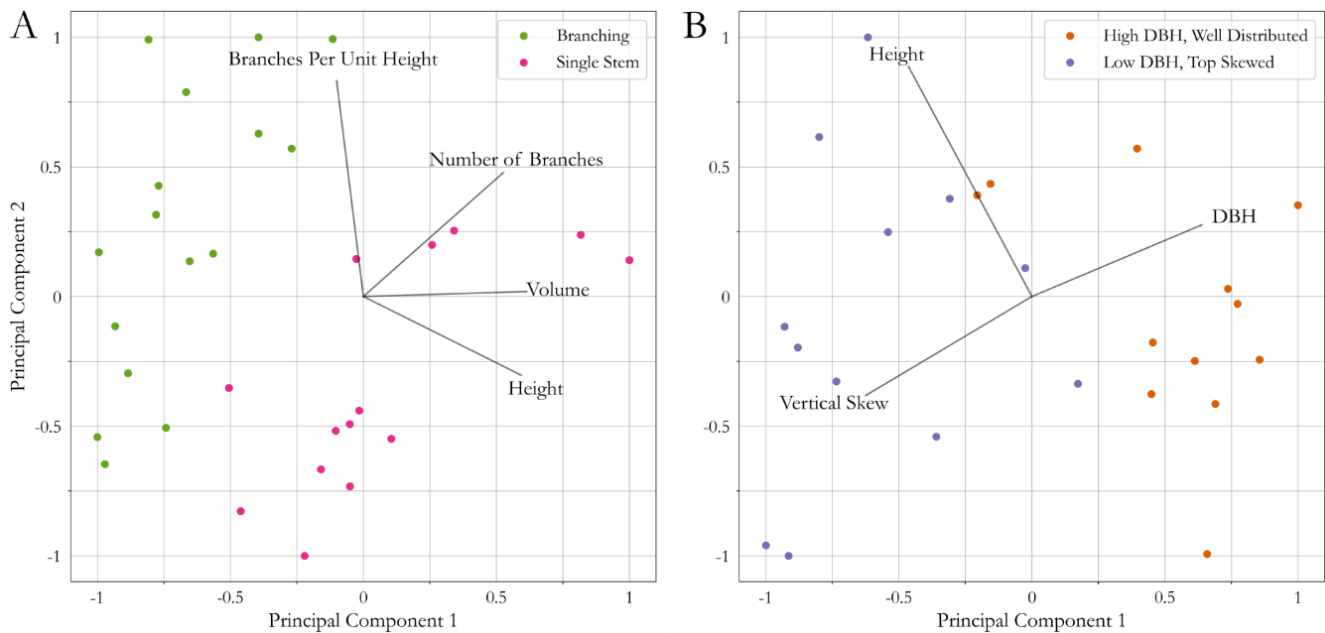 A
Branching
Single Stem
Branches Per Unit Height
Number of Branches
Volume
Height
1
0.5
0
-0.5
-1
-1
-0.5
0
0.5
1
Principal Component 2
Principal Component 1
B
High DBH, Well Distributed
Low DBH, Top Skewed
Height
DBH
Vertical Skew
1
0.5
0
-0.5
-1
-1
-0.5
0
0.5
1
Principal Component 1